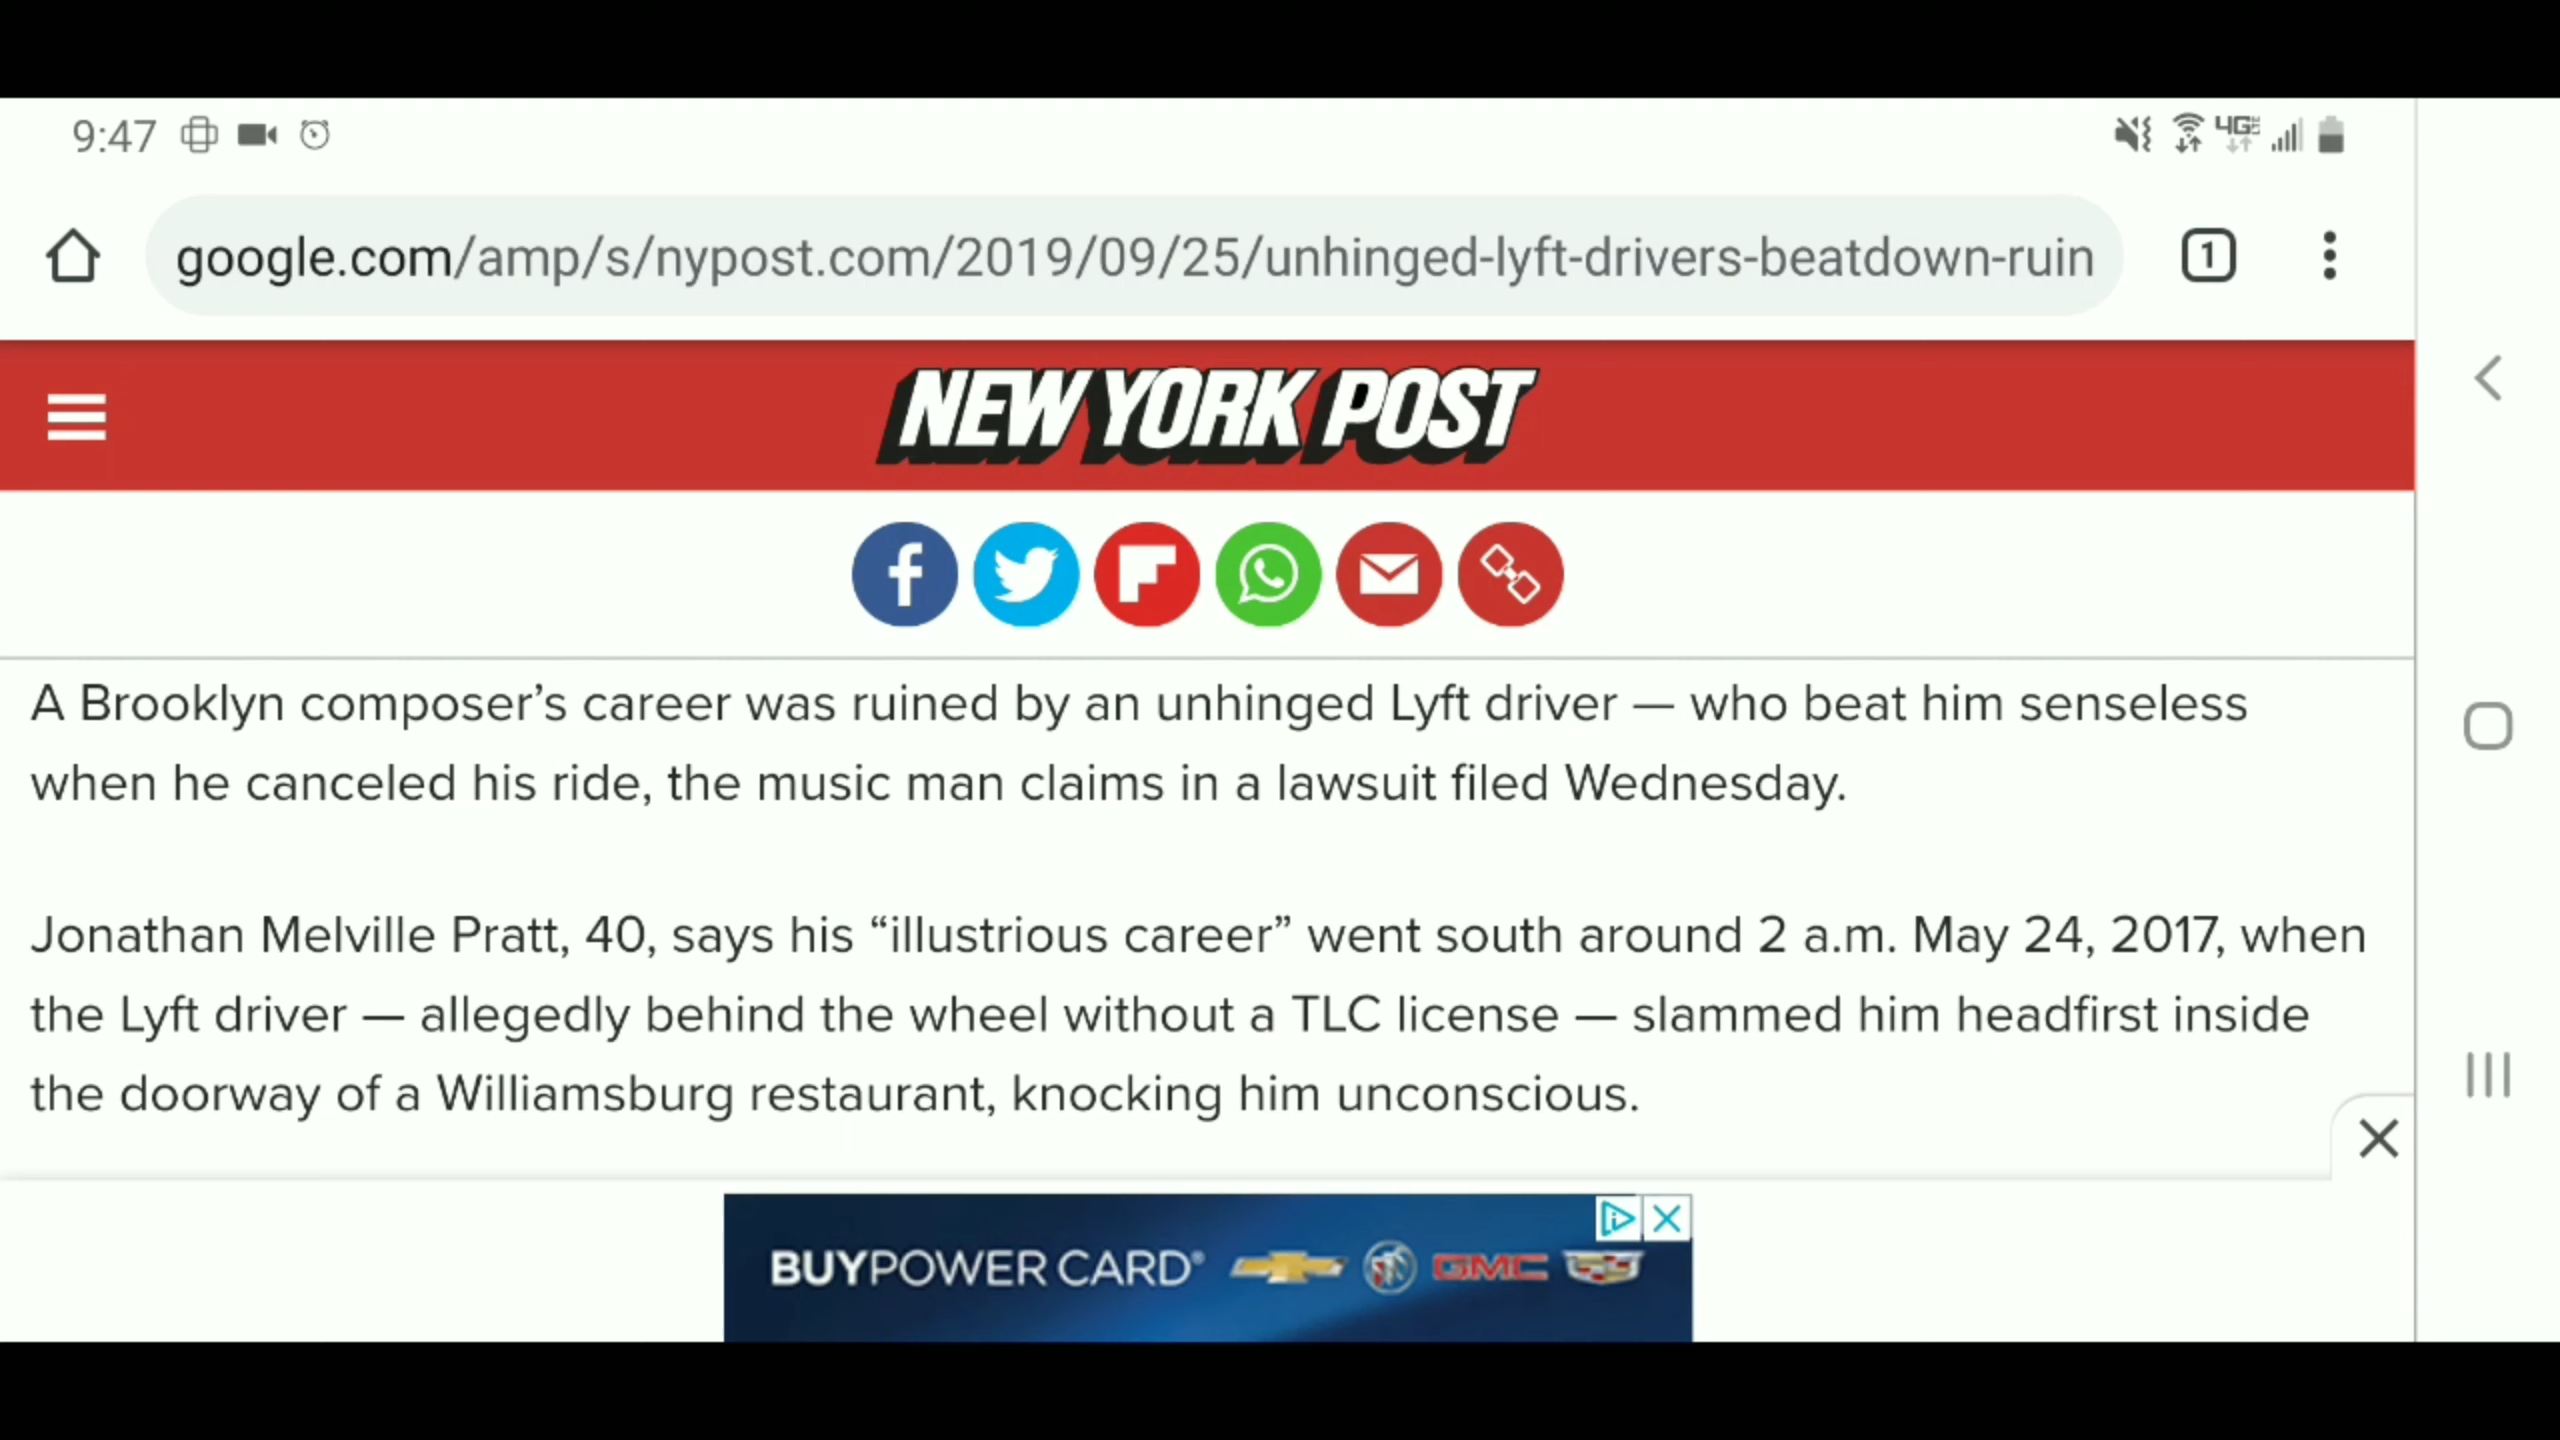 9:47
4GE
google.com/amp/s/nypost.com/2019/09/25/unhinged-lyft-drivers-beatdown-ruin
1
NEW YORK POST
A Brooklyn composer’s career was ruined by an unhinged Lyft driver — who beat him senseless
when he canceled his ride, the music man claims in a lawsuit filed Wednesday.
Jonathan Melville Pratt, 40, says his “illustrious career” went south around 2 a.m. May 24, 2017, when
the Lyft driver — allegedly behind the wheel without a TLC license — slammed him headfirst inside
the doorway of a Williamsburg restaurant, knocking him unconscious.
BUYPOWER CARD® GMC